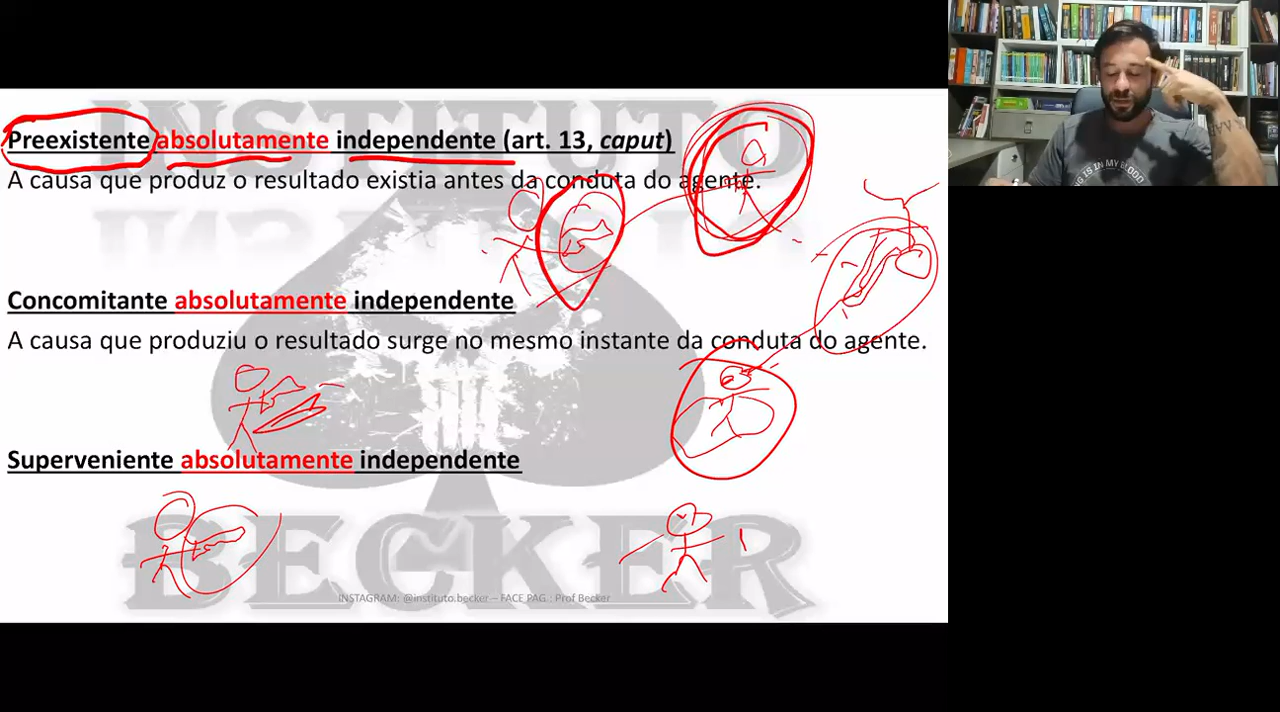 INSTITUTO
Preexistente absolutamente independente (art. 13, caput)
A causa que produz o resultado existia antes da conduta do agente.
Concomitante absolutamente independente
A causa que produziu o resultado surge no mesmo instante da conduta do agente.
Superveniente absolutamente independente
BECKER
INSTAGRAM: @instituto.becker – FACE PAG.: Prof Becker